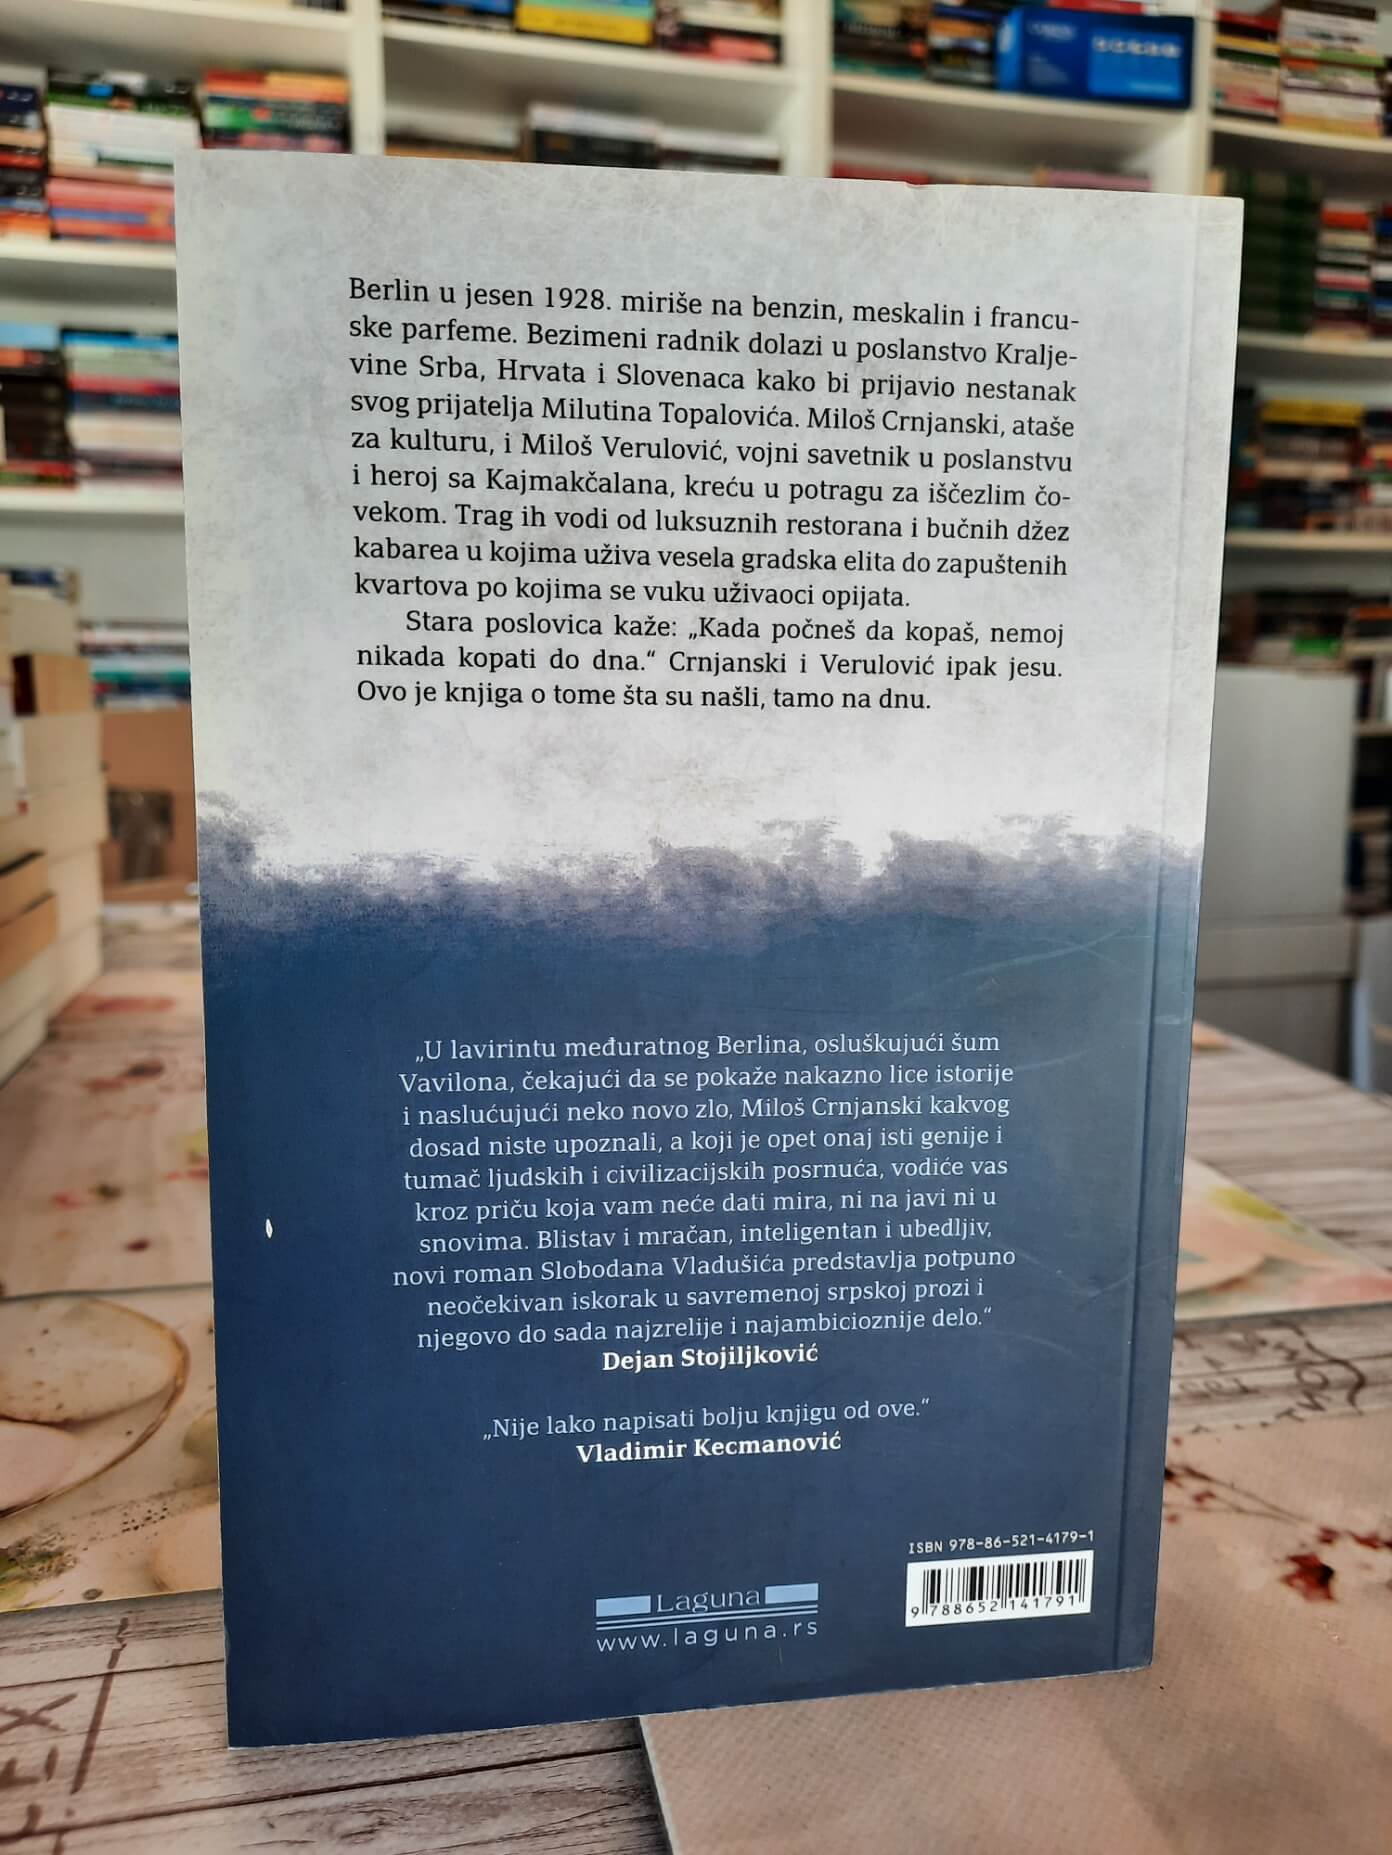 Berlin u jesen 1928. miriše na benzin, meskalin i francu-
ske parfeme. Bezimeni radnik dolazi u poslanstvo Kralje-
vine Srba, Hrvata i Slovenaca kako bi prijavio nestanak
svog prijatelja Milutina Topalovića. Miloš Crnjanski, ataše
za kulturu, i Miloš Verulović, vojni savetnik u poslanstvu
i heroj sa Kajmakčalana, kreću u potragu za iščezlim čo-
vekom. Trag ih vodi od luksuznih restorana i bučnih džez
kabarea u kojima uživa vesela gradska elita do zapuštenih
kvartova po kojima se vuku uživaoci opijata.
Stara poslovica kaže: „Kada počneš da kopaš, nemoj
nikada kopati do dna.“ Crnjanski i Verulović ipak jesu.
Ovo je knjiga o tome šta su našli, tamo na dnu.
„U lavirintu međuratnog Berlina, osluškujući šum
Vavilona, čekajući da se pokaže nakazno lice istorije
i naslućujući neko novo zlo, Miloš Crnjanski kakvog
dosad niste upoznali, a koji je opet onaj isti genije i
tumač ljudskih i civilizacijskih posrnuća, vodiće vas
kroz priču koja vam neće dati mira, ni na javi ni u
snovima. Blistav i mračan, inteligentan i ubedljiv,
novi roman Slobodana Vladušića predstavlja potpuno
neočekivan iskorak u savremenoj srpskoj prozi i
njegovo do sada najzrelije i najambicioznije delo.“
Dejan Stojiljković
„Nije lako napisati bolju knjigu od ove.“
Vladimir Kecmanović
ISBN 978-86-521-4179-1
9 788652 141791
Laguna
www.laguna.rs